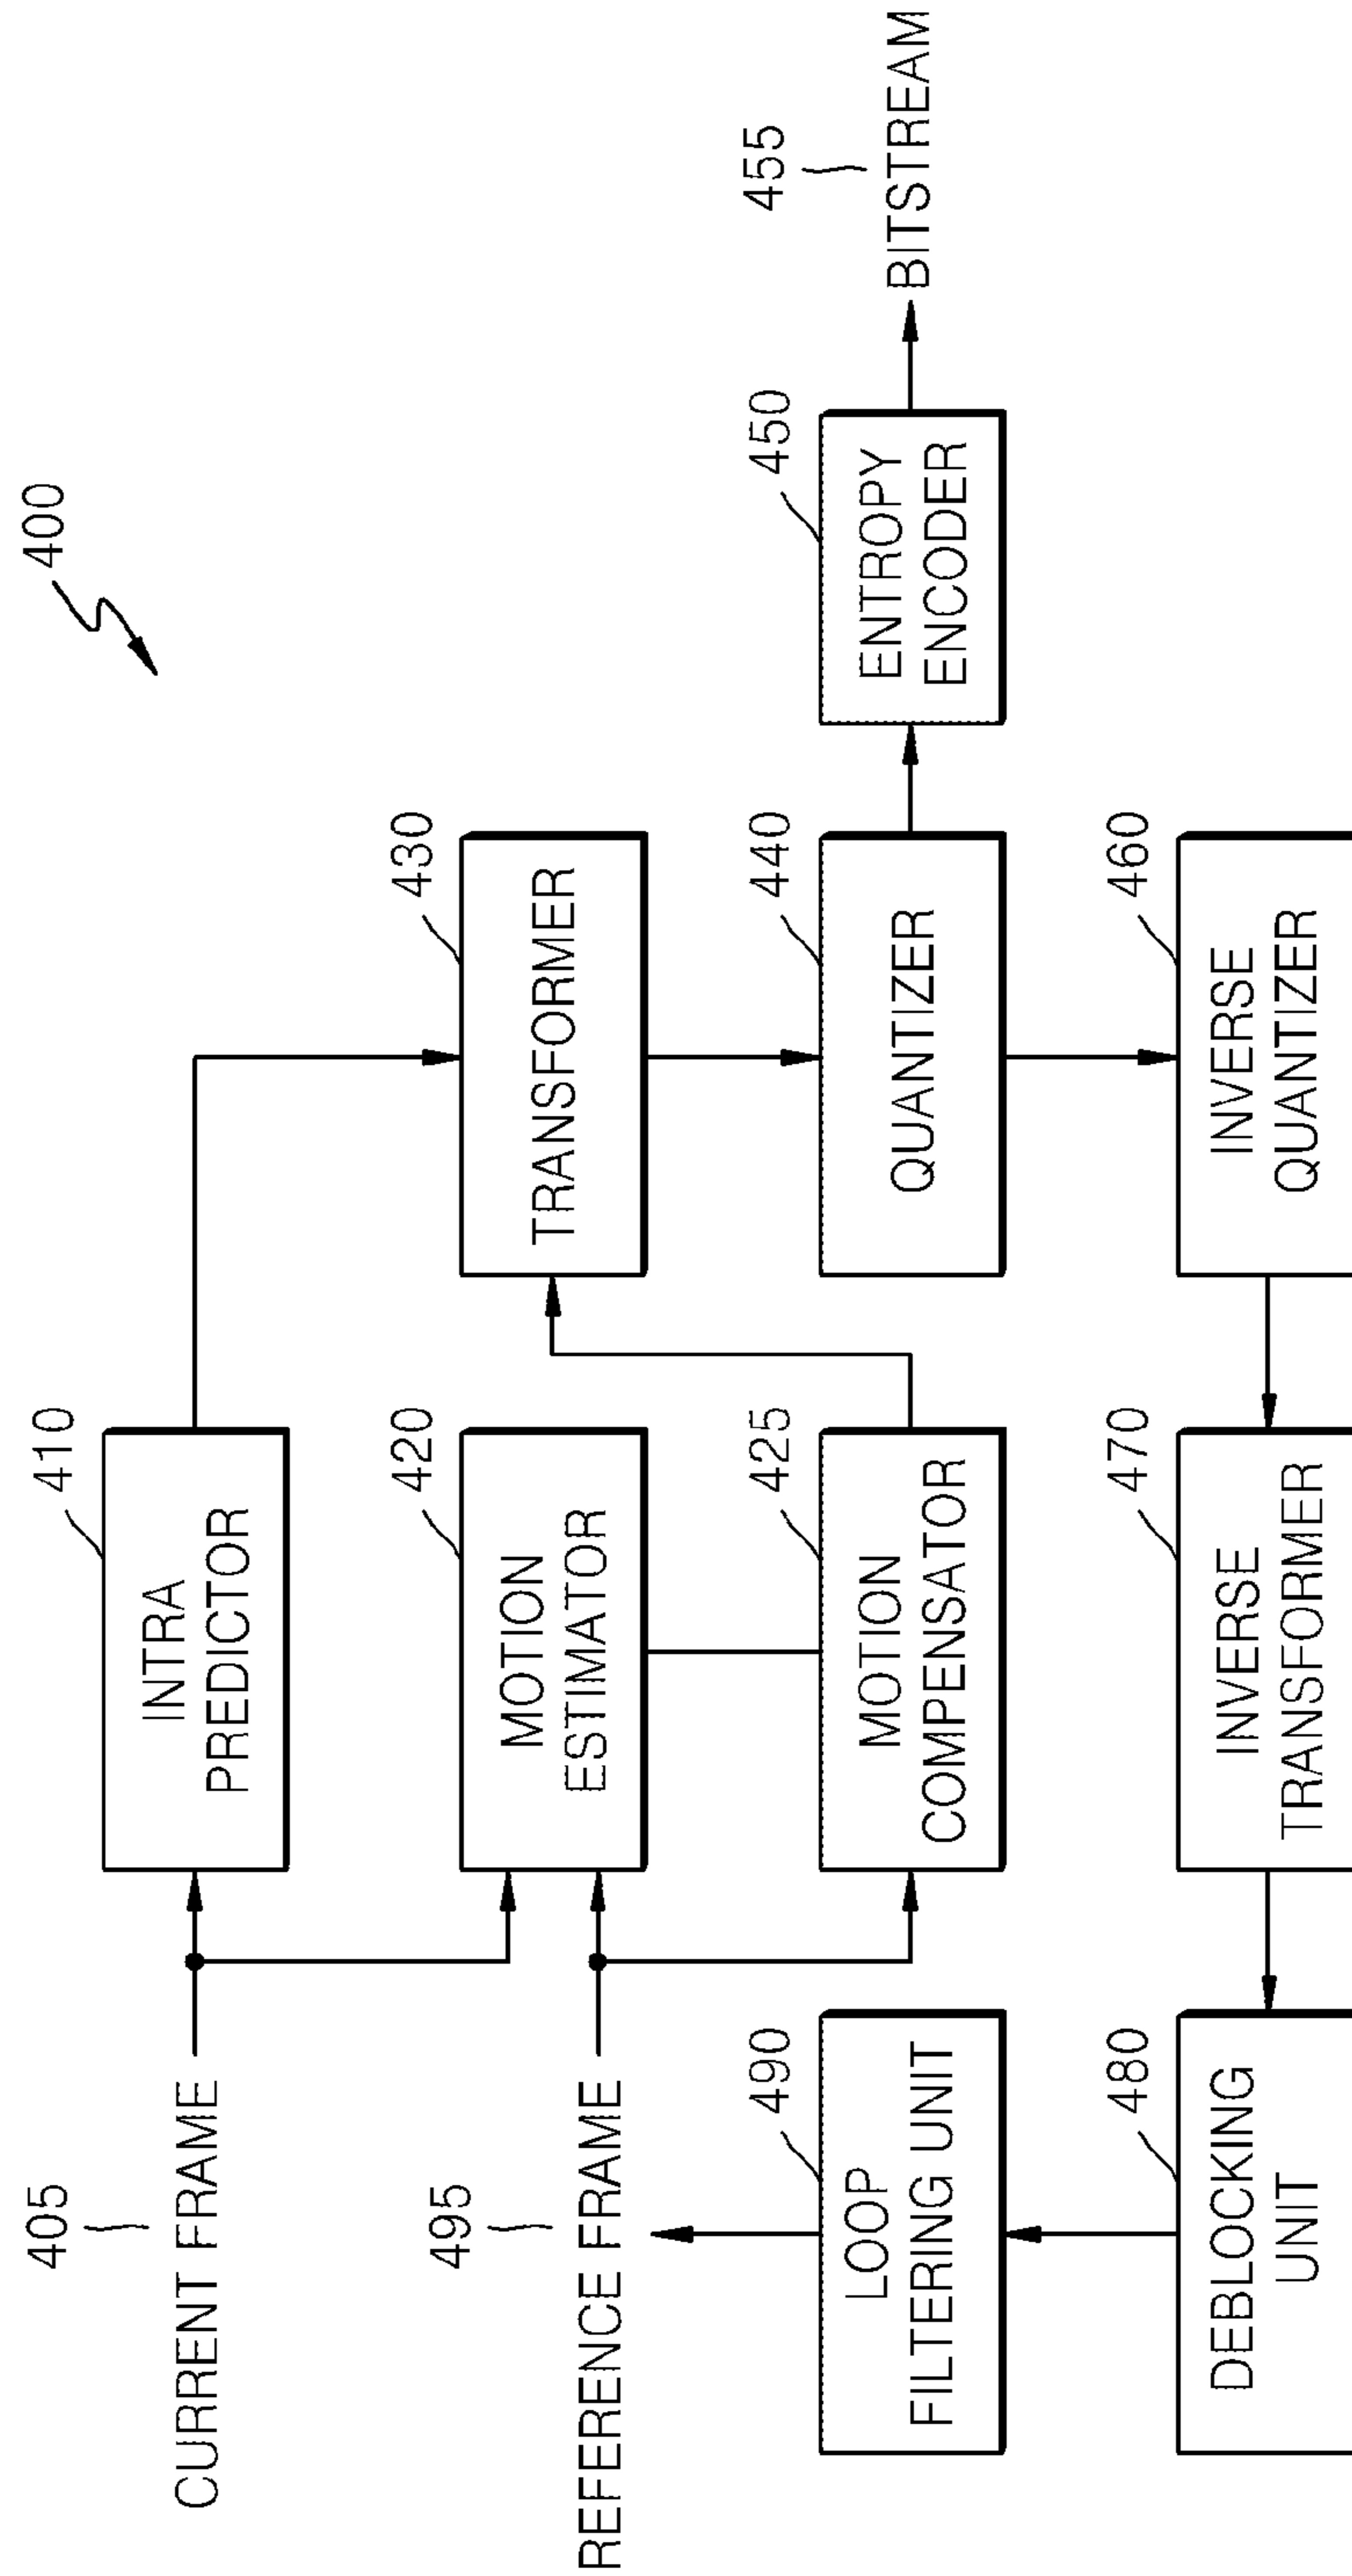 400
405
CURRENT FRAME
410
INTRA
PREDICTOR
495
REFERENCE FRAME
420
MOTION
ESTIMATOR
430
TRANSFORMER
490
LOOP
FILTERING UNIT
425
MOTION
COMPENSATOR
440
QUANTIZER
450
ENTROPY
ENCODER
455
BITSTREAM
480
DEBLOCKING
UNIT
470
INVERSE
TRANSFORMER
460
INVERSE
QUANTIZER